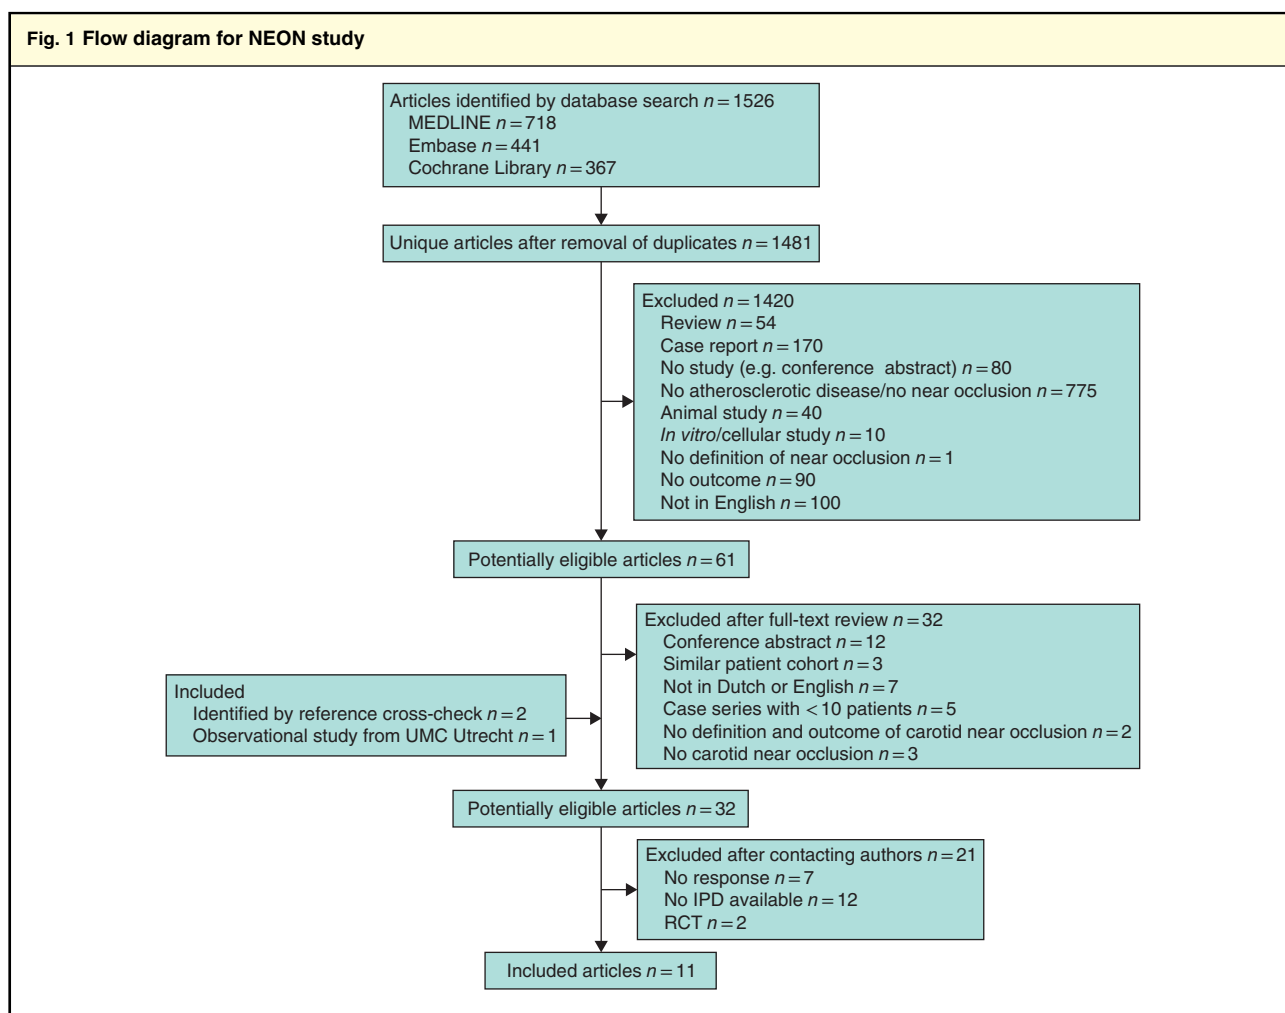 Fig. 1 Flow diagram for NEON study
Articles identified by database search n = 1526
MEDLINE n = 718
Embase n = 441
Cochrane Library n = 367
Unique articles after removal of duplicates n = 1481
Excluded n = 1420
Review n = 54
Case report n = 170
No study (e.g. conference abstract) n = 80
No atherosclerotic disease/no near occlusion n = 775
Animal study n = 40
In vitro/cellular study n = 10
No definition of near occlusion n = 1
No outcome n = 90
Not in English n = 100
Potentially eligible articles n = 61
Excluded after full-text review n = 32
Conference abstract n = 12
Similar patient cohort n = 3
Not in Dutch or English n = 7
Case series with < 10 patients n = 5
No definition and outcome of carotid near occlusion n = 2
No carotid near occlusion n = 3
Included
Identified by reference cross-check n = 2
Observational study from UMC Utrecht n = 1
Potentially eligible articles n = 32
Excluded after contacting authors n = 21
No response n = 7
No IPD available n = 12
RCT n = 2
Included articles n = 11